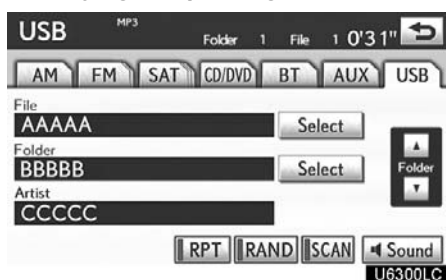 USB MP3 Folder 1 File 1 0'31"
AM FM SAT CD/DVD BT AUX USB
File
AAAAA Select
Folder
BBBBB Select
Folder
Artist
CCCCC
RPT RAND SCAN Sound
U6300LC